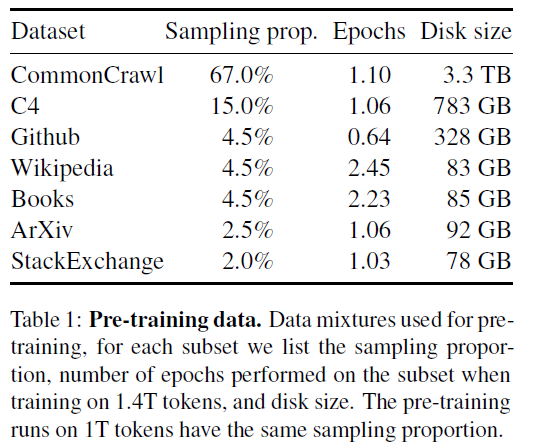 Dataset Sampling prop. Epochs Disk size
CommonCrawl 67.0% 1.10 3.3 TB
C4 15.0% 1.06 783 GB
Github 4.5% 0.64 328 GB
Wikipedia 4.5% 2.45 83 GB
Books 4.5% 2.23 85 GB
ArXiv 2.5% 1.06 92 GB
StackExchange 2.0% 1.03 78 GB
Table 1: Pre-training data. Data mixtures used for pre-
training, for each subset we list the sampling propor-
tion, number of epochs performed on the subset when
training on 1.4T tokens, and disk size. The pre-training
runs on 1T tokens have the same sampling proportion.